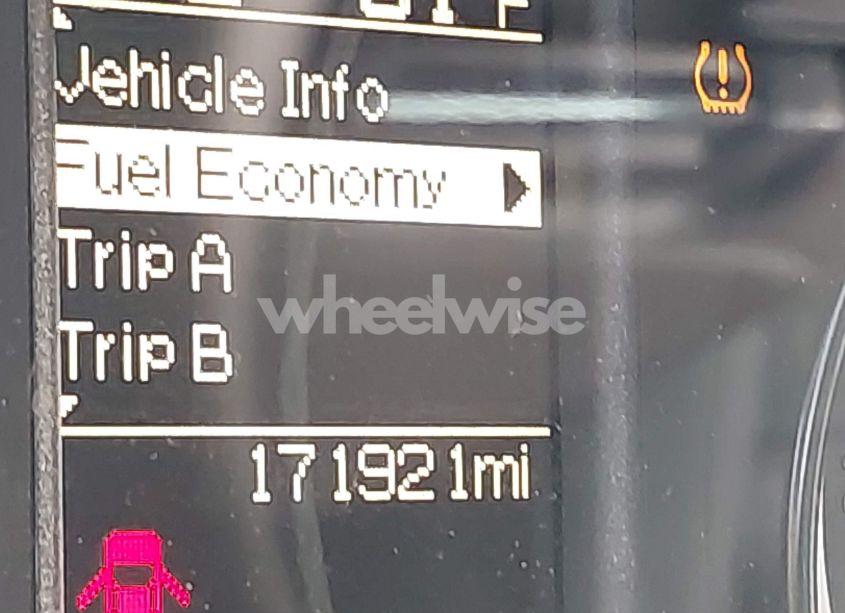 Vehicle Info
Fuel Economy
Trip A
Trip B
wheelwise
171921mi